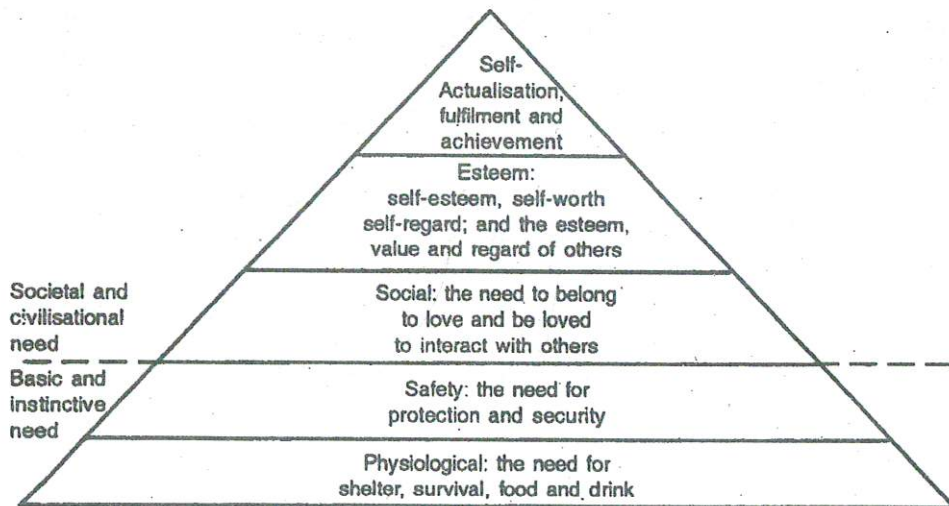 Self-
Actualisation,
fulfilment and
achievement
Esteem:
self-esteem, self-worth
self-regard; and the esteem,
value and regard of others
Societal and
civilisational
need
Social: the need to belong
to love and be loved
to interact with others
Basic and
instinctive
need
Safety: the need for
protection and security
Physiological: the need for
shelter, survival, food and drink